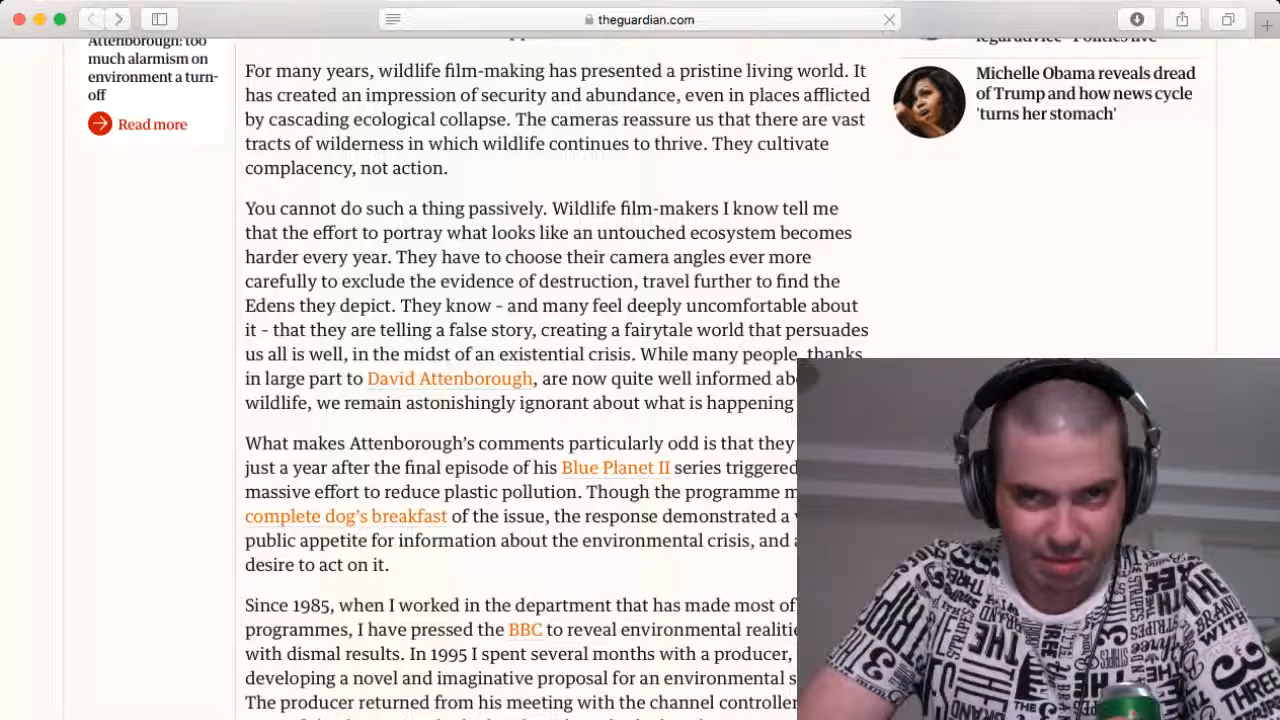 theguardian.com
Attenborough: too
much alarmism on
environment a turn-
off
Read more
For many years, wildlife film-making has presented a pristine living world. It
has created an impression of security and abundance, even in places afflicted
by cascading ecological collapse. The cameras reassure us that there are vast
tracts of wilderness in which wildlife continues to thrive. They cultivate
complacency, not action.
You cannot do such a thing passively. Wildlife film-makers I know tell me
that the effort to portray what looks like an untouched ecosystem becomes
harder every year. They have to choose their camera angles ever more
carefully to exclude the evidence of destruction, travel further to find the
Edens they depict. They know – and many feel deeply uncomfortable about
it – that they are telling a false story, creating a fairytale world that persuades
us all is well, in the midst of an existential crisis. While many people, thanks
in large part to David Attenborough, are now quite well informed
wildlife, we remain astonishingly ignorant about what is happening
What makes Attenborough's comments particularly odd is that they
just a year after the final episode of his Blue Planet II series triggered
massive effort to reduce plastic pollution. Though the programme
complete dog's breakfast of the issue, the response demonstrated a
public appetite for information about the environmental crisis, and
desire to act on it.
Since 1985, when I worked in the department that has made most of
programmes, I have pressed the BBC to reveal environmental
with dismal results. In 1995 I spent several months with a producer,
developing a novel and imaginative proposal for an environmental
The producer returned from his meeting with the channel controller
legal advice – Politics live
Michelle Obama reveals dread
of Trump and how news cycle
'turns her stomach'
THE
THREE
STRIPES
BRAND
WITH
THE